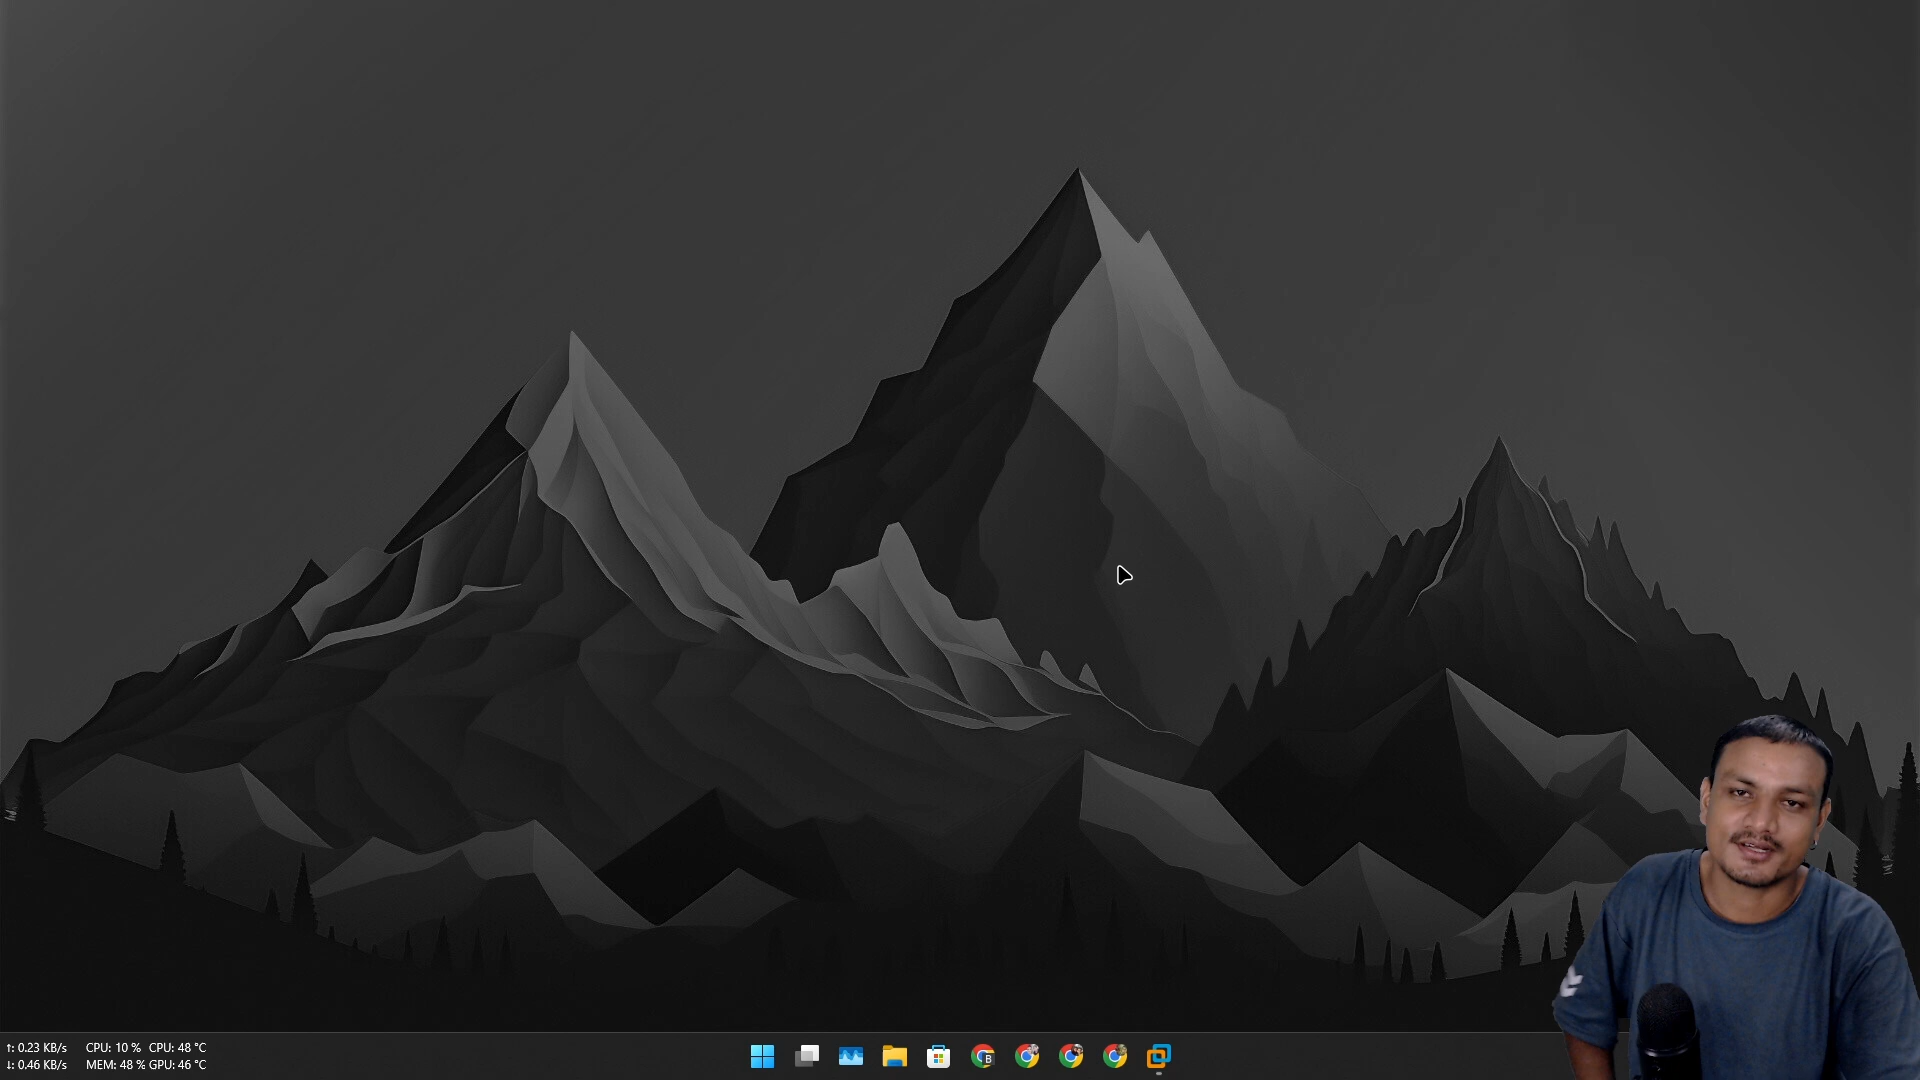 ↑: 0.23 KB/s CPU: 10 % CPU: 48 °C
↓: 0.46 KB/s MEM: 48 % GPU: 46 °C
B